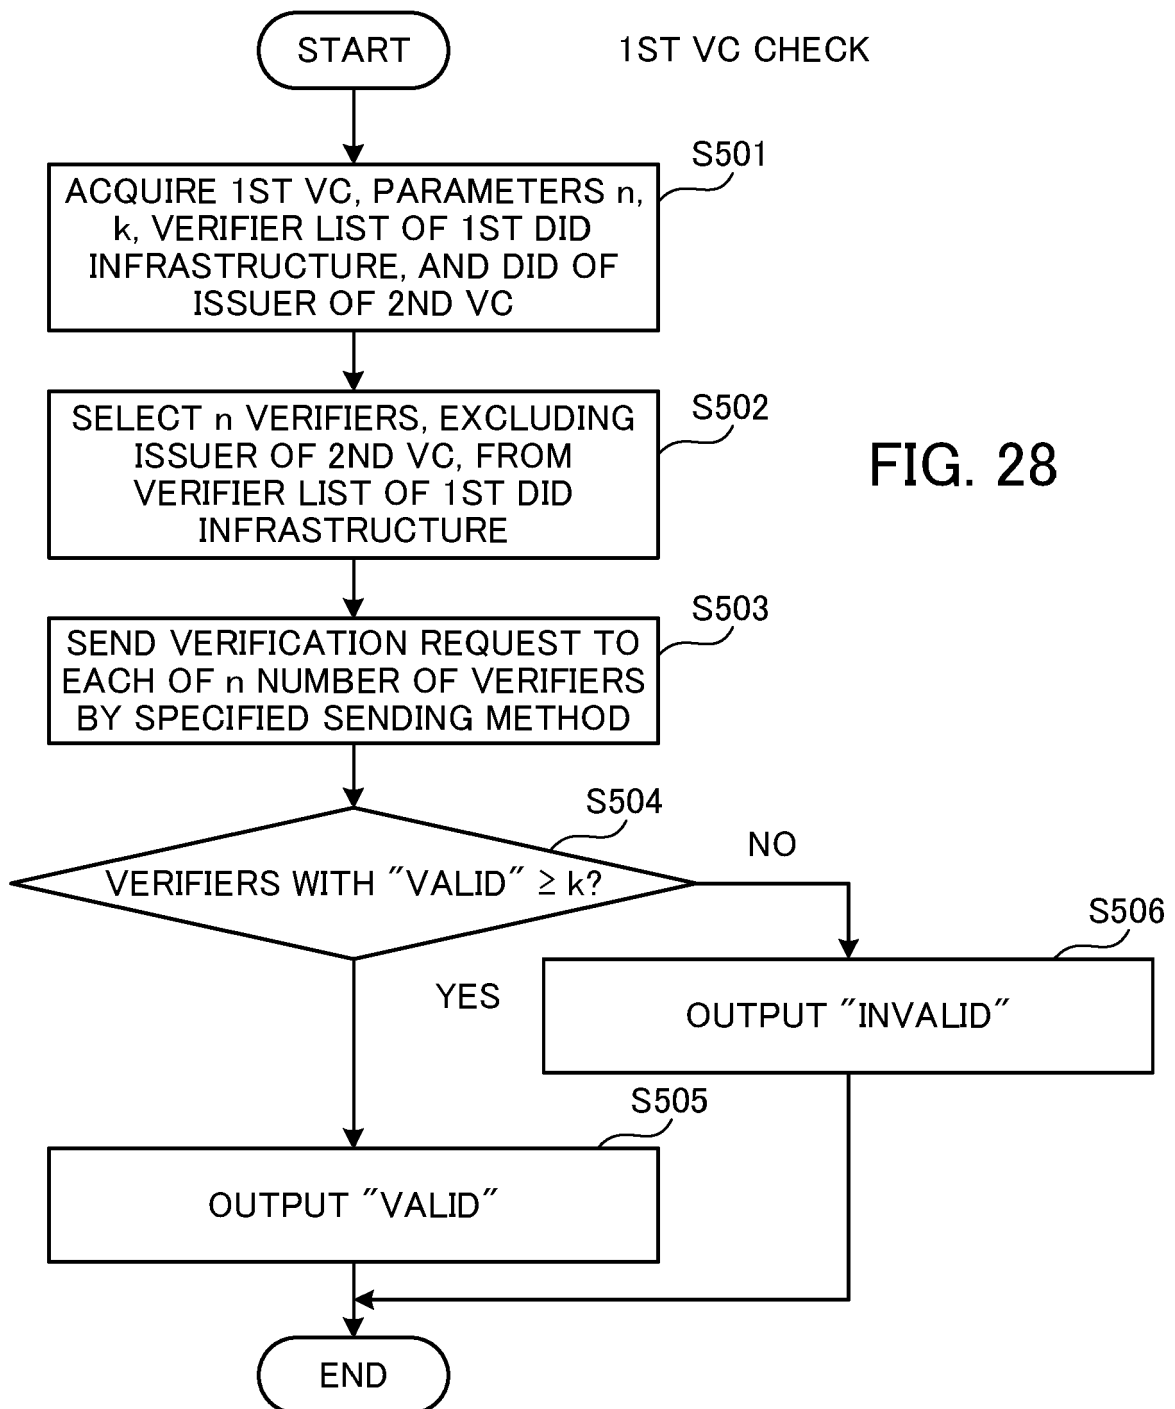 START
1ST VC CHECK
S501
ACQUIRE 1ST VC, PARAMETERS n,
k, VERIFIER LIST OF 1ST DID
INFRASTRUCTURE, AND DID OF
ISSUER OF 2ND VC
S502
SELECT n VERIFIERS, EXCLUDING
ISSUER OF 2ND VC, FROM
VERIFIER LIST OF 1ST DID
INFRASTRUCTURE
FIG. 28
S503
SEND VERIFICATION REQUEST TO
EACH OF n NUMBER OF VERIFIERS
BY SPECIFIED SENDING METHOD
S504
VERIFIERS WITH ″VALID″ ≧ k?
NO
YES
S506
OUTPUT ″INVALID″
S505
OUTPUT ″VALID″
END